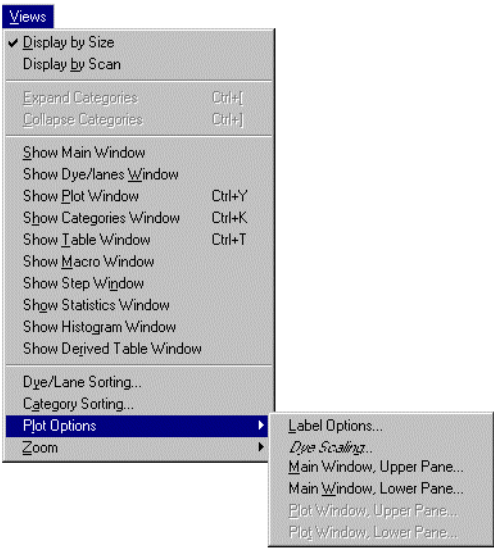 Views
✓ Display by Size
Display by Scan
Expand Categories Ctrl+[
Collapse Categories Ctrl+]
Show Main Window
Show Dye/lanes Window
Show Plot Window Ctrl+Y
Show Categories Window Ctrl+K
Show Table Window Ctrl+T
Show Macro Window
Show Step Window
Show Statistics Window
Show Histogram Window
Show Derived Table Window
Dye/Lane Sorting...
Category Sorting...
Plot Options
Zoom
Label Options...
Dye Scaling...
Main Window, Upper Pane...
Main Window, Lower Pane...
Plot Window, Upper Pane...
Plot Window, Lower Pane...